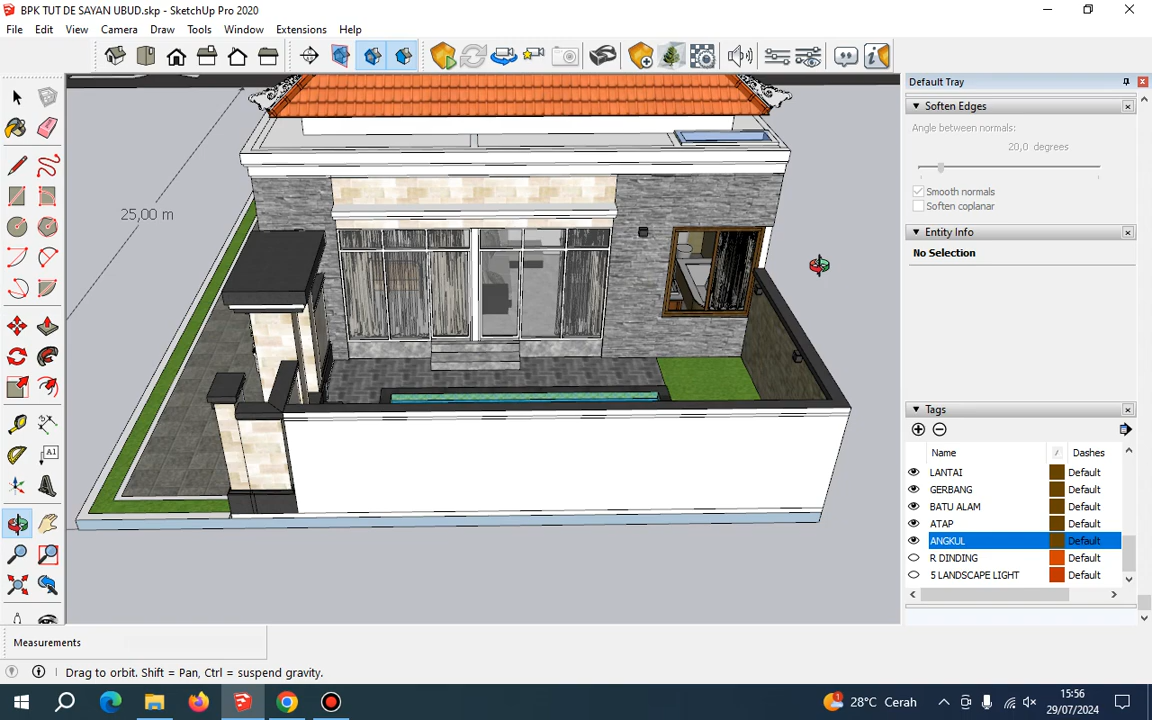 BPK TUT DE SAYAN UBUD.skp - SketchUp Pro 2020
File Edit View Camera Draw Tools Window Extensions Help
Default Tray
Soften Edges
Angle between normals:
20,0 degrees
Smooth normals
Soften coplanar
Entity Info
No Selection
25,00 m
A1
Tags
Name Dashes
LANTAI Default
GERBANG Default
BATU ALAM Default
ATAP Default
ANGKUL Default
R DINDING Default
5 LANDSCAPE LIGHT Default
Measurements
Drag to orbit. Shift = Pan, Ctrl = suspend gravity.
1
28°C Cerah
15:56
29/07/2024